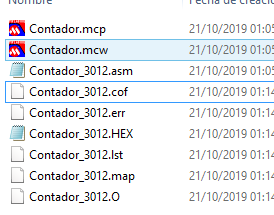 Nombre Fecha de creació
Contador.mcp 21/10/2019 01:05
Contador.mcw 21/10/2019 01:05
Contador_3012.asm 21/10/2019 01:05
Contador_3012.cof 21/10/2019 01:14
Contador_3012.err 21/10/2019 01:14
Contador_3012.HEX 21/10/2019 01:14
Contador_3012.lst 21/10/2019 01:14
Contador_3012.map 21/10/2019 01:14
Contador_3012.O 21/10/2019 01:14